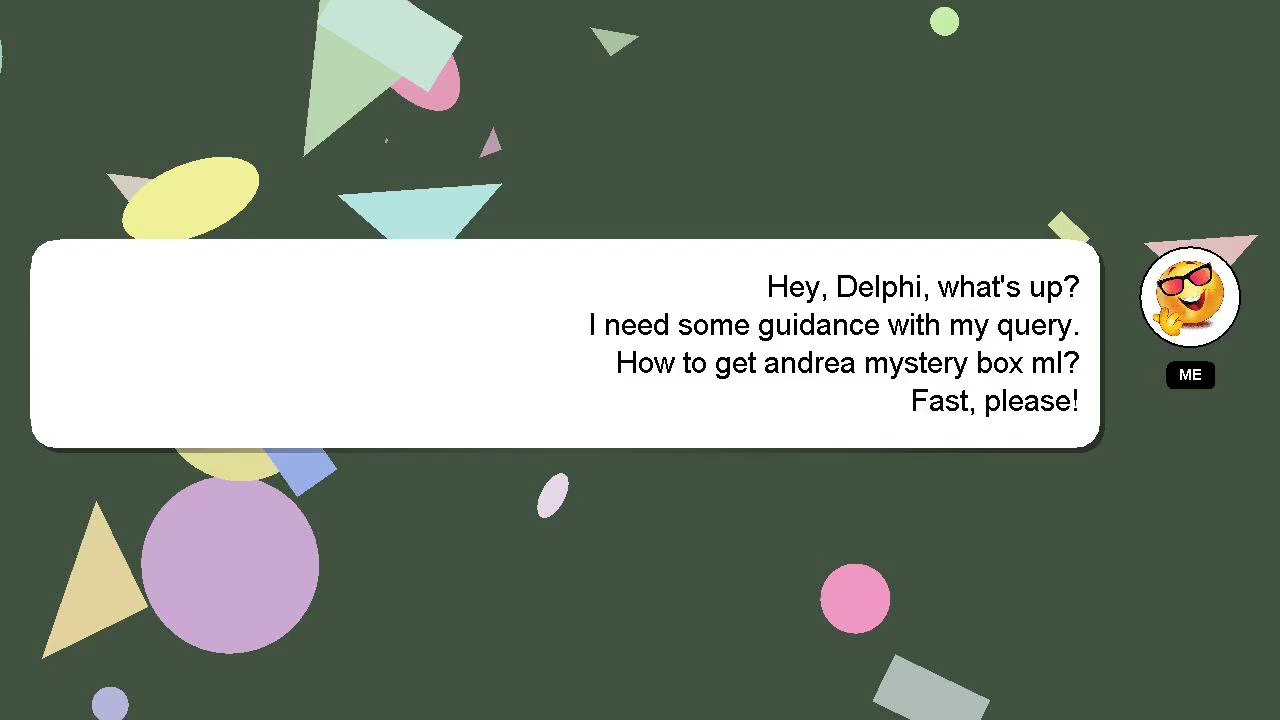 Hey, Delphi, what's up?
I need some guidance with my query.
How to get andrea mystery box ml?
Fast, please!
ME